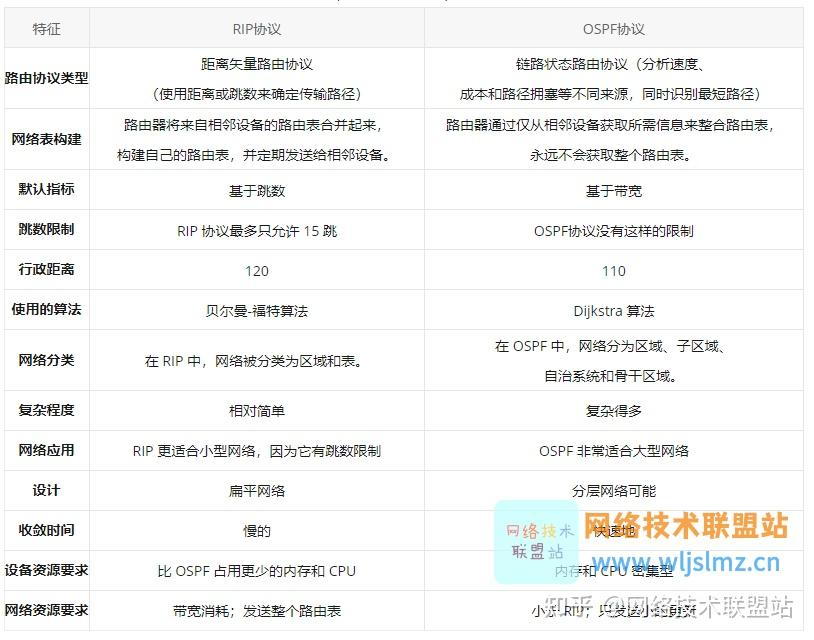 特征
RIP协议
OSPF协议
路由协议类型
距离矢量路由协议
（使用距离或跳数来确定传输路径）
链路状态路由协议（分析速度、
成本和路径拥塞等不同来源，同时识别最短路径）
网络表构建
路由器将来自相邻设备的路由表合并起来，
构建自己的路由表，并定期发送给相邻设备。
路由器通过仅从相邻设备获取所需信息来整合路由表，
永远不会获取整个路由表。
默认指标
基于跳数
基于带宽
跳数限制
RIP 协议最多只允许 15 跳
OSPF协议没有这样的限制
行政距离
120
110
使用的算法
贝尔曼-福特算法
Dijkstra 算法
网络分类
在 RIP 中，网络被分类为区域和表。
在 OSPF 中，网络分为区域、子区域、
自治系统和骨干区域。
复杂程度
相对简单
复杂得多
网络应用
RIP 更适合小型网络，因为它有跳数限制
OSPF 非常适合大型网络
设计
扁平网络
分层网络可能
收敛时间
慢的
快速地
设备资源要求
比 OSPF 占用更少的内存和 CPU
内存和 CPU 密集型
网络资源要求
带宽消耗；发送整个路由表
小于 RIP；只发送小的更新
网络技术
联盟站
网络技术联盟站
www.wljslmz.cn
知乎 @网络技术联盟站